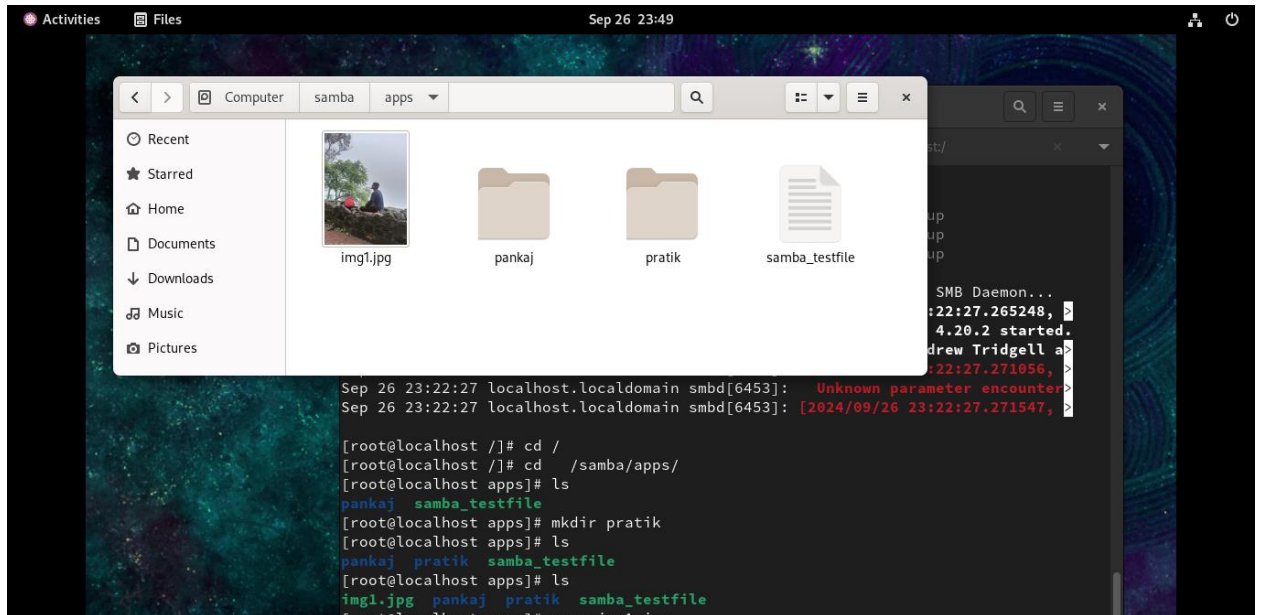 Activities Files Sep 26 23:49
Computer samba apps
Recent
Starred
Home
Documents
Downloads
Music
Pictures
img1.jpg pankaj pratik samba_testfile
st:/
up
up
up
SMB Daemon...
:22:27.265248, >
4.20.2 started.
drew Tridgell a>
:22:27.271056, >
Sep 26 23:22:27 localhost.localdomain smbd[6453]: Unknown parameter encounter>
Sep 26 23:22:27 localhost.localdomain smbd[6453]: [2024/09/26 23:22:27.271547, >
[root@localhost /]# cd /
[root@localhost /]# cd /samba/apps/
[root@localhost apps]# ls
pankaj samba_testfile
[root@localhost apps]# mkdir pratik
[root@localhost apps]# ls
pankaj pratik samba_testfile
[root@localhost apps]# ls
img1.jpg pankaj pratik samba_testfile